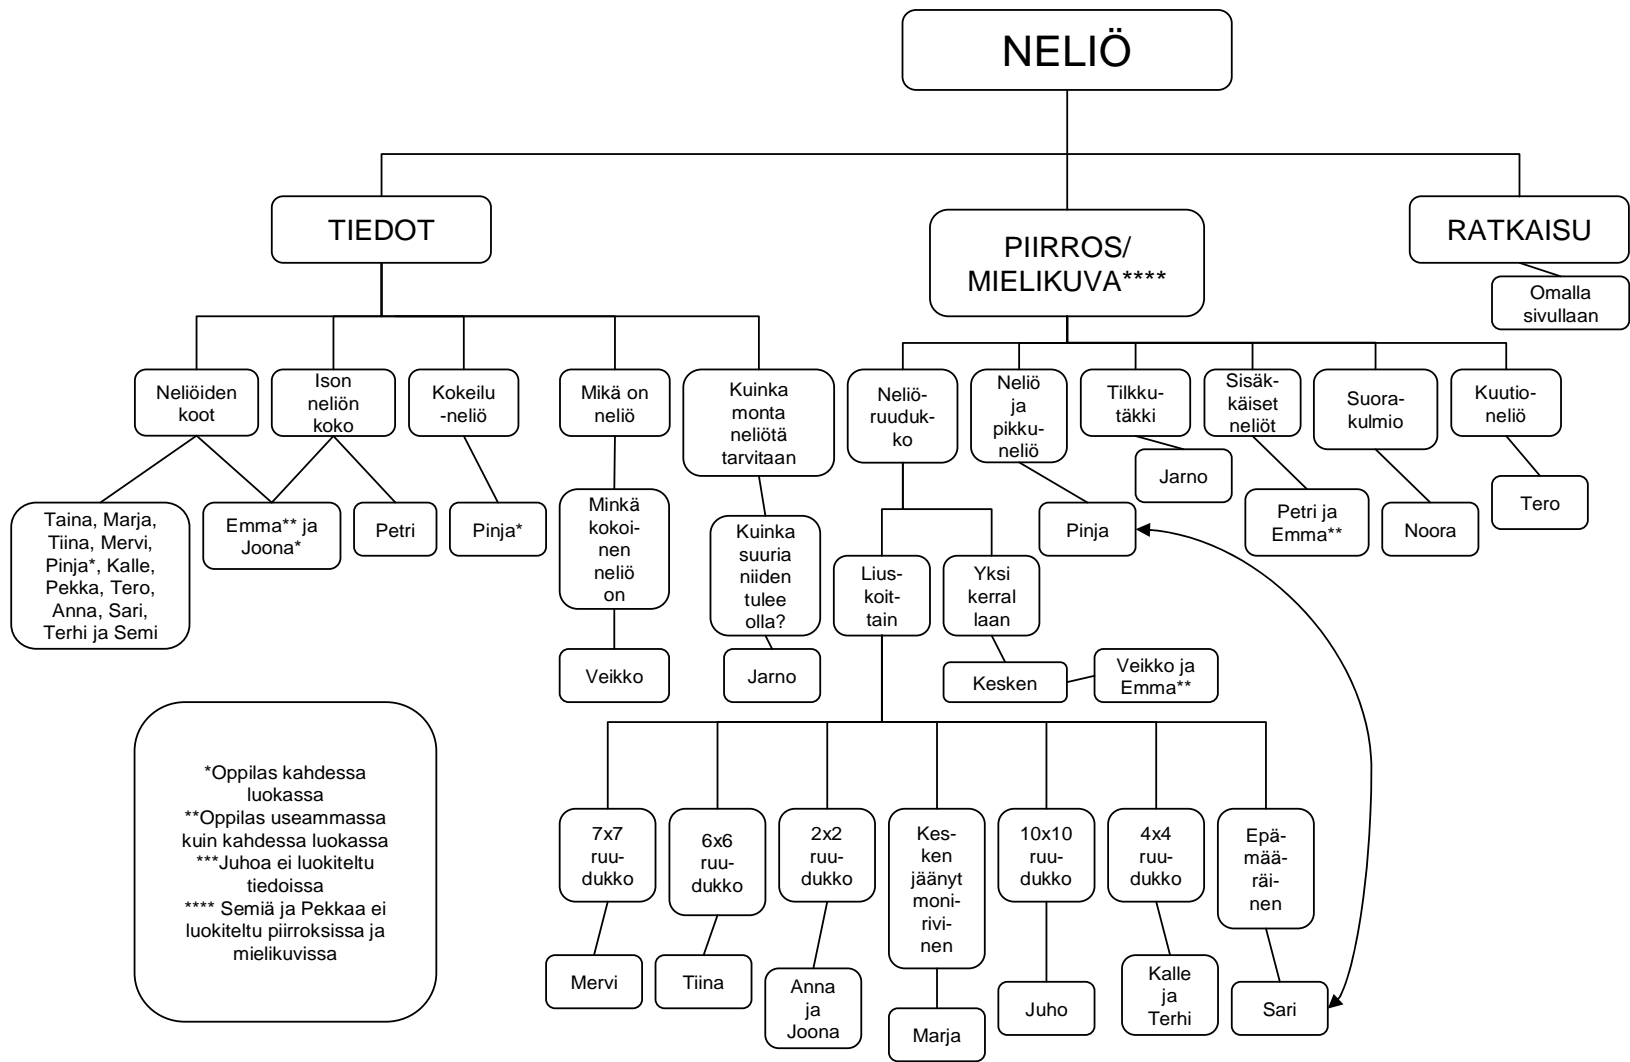 NELIÖ
TIEDOT
PIIRROS/
MIELIKUVA****
RATKAISU
Omalla
sivullaan
Neliöiden
koot
Ison
neliön
koko
Kokeilu
-neliö
Mikä on
neliö
Kuinka
monta
neliötä
tarvitaan
Neliö-
ruuduk-
ko
Neliö
ja
pikku-
neliö
Tilkku-
täkki
Sisäk-
käiset
neliöt
Suora-
kulmio
Kuutio-
neliö
Taina, Marja,
Tiina, Mervi,
Pinja*, Kalle,
Pekka, Tero,
Anna, Sari,
Terhi ja Semi
Emma** ja
Joona*
Petri
Pinja*
Minkä
kokoi-
nen
neliö
on
Kuinka
suuria
niiden
tulee
olla?
Lius-
koit-
tain
Yksi
kerral
laan
Pinja
Jarno
Petri ja
Emma**
Noora
Tero
Veikko
Jarno
Kesken
Veikko ja
Emma**
*Oppilas kahdessa
luokassa
**Oppilas useammassa
kuin kahdessa luokassa
***Juhoa ei luokiteltu
tiedoissa
**** Semiä ja Pekkaa ei
luokiteltu piirroksissa ja
mielikuvissa
7x7
ruu-
dukko
6x6
ruu-
dukko
2x2
ruu-
dukko
Kes-
ken
jäänyt
moni-
rivi-
nen
10x10
ruu-
dukko
4x4
ruu-
dukko
Epä-
mää-
räi-
nen
Mervi
Tiina
Anna
ja
Joona
Marja
Juho
Kalle
ja
Terhi
Sari